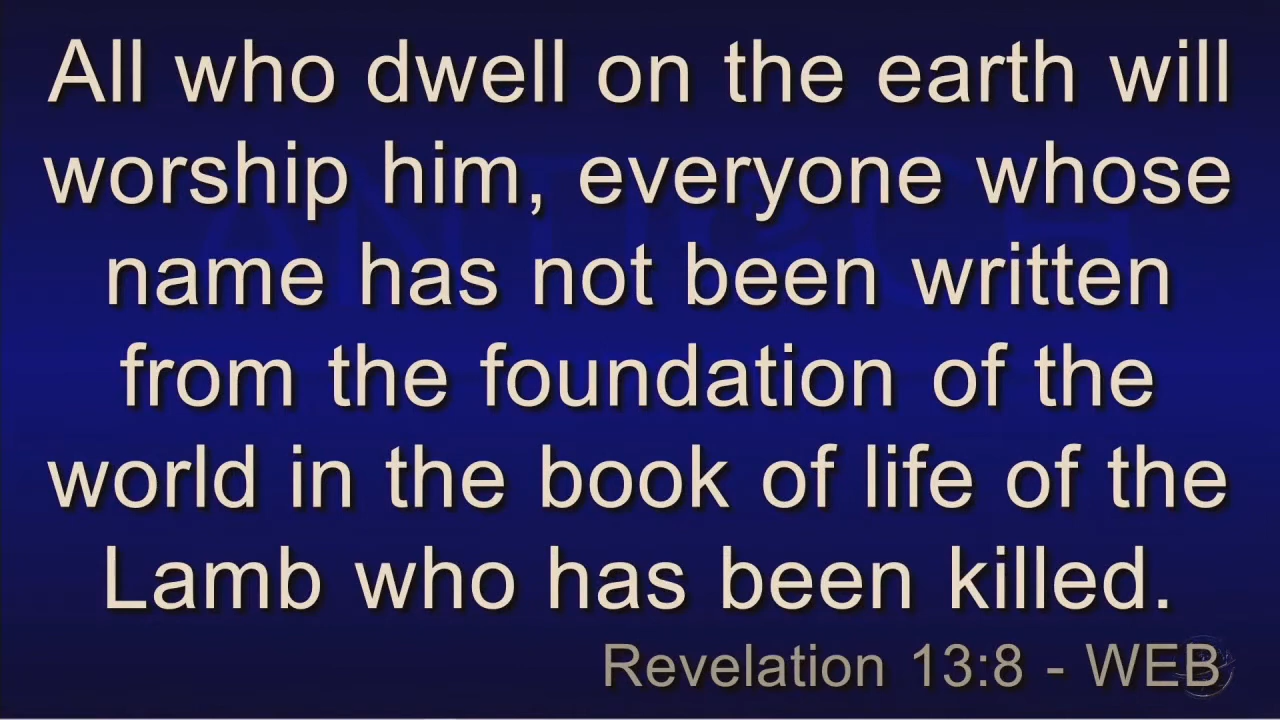 All who dwell on the earth will
worship him, everyone whose
name has not been written
from the foundation of the
world in the book of life of the
Lamb who has been killed.
Revelation 13:8 - WEB